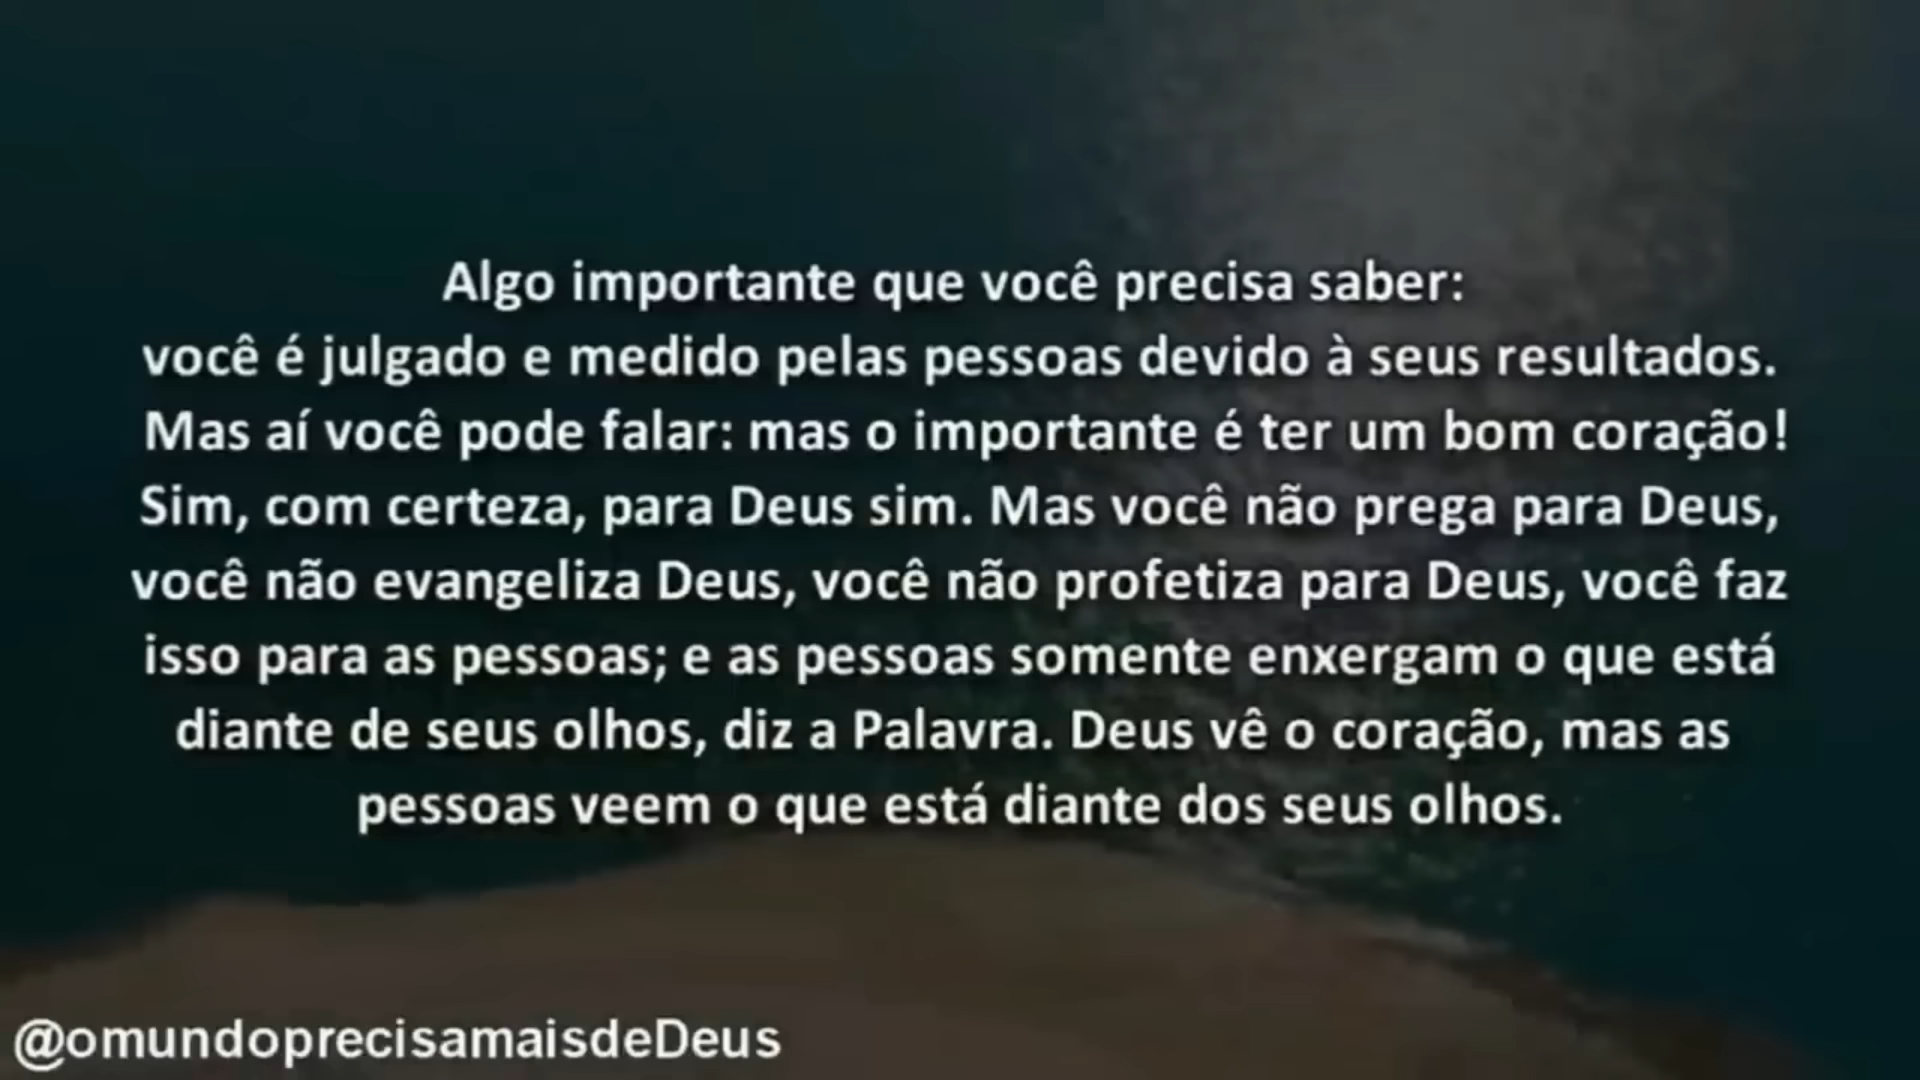 Algo importante que você precisa saber:
você é julgado e medido pelas pessoas devido à seus resultados.
Mas aí você pode falar: mas o importante é ter um bom coração!
Sim, com certeza, para Deus sim. Mas você não prega para Deus,
você não evangeliza Deus, você não profetiza para Deus, você faz
isso para as pessoas; e as pessoas somente enxergam o que está
diante de seus olhos, diz a Palavra. Deus vê o coração, mas as
pessoas veem o que está diante dos seus olhos.
@omundoprecisamaisdeDeus